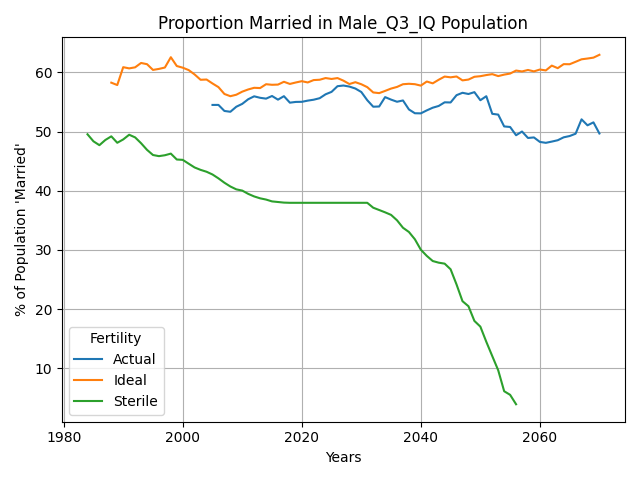 Proportion Married in Male_Q3_IQ Population
% of Population 'Married'
60
50
40
30
20
10
Fertility
Actual
Ideal
Sterile
1980 2000 2020 2040 2060
Years